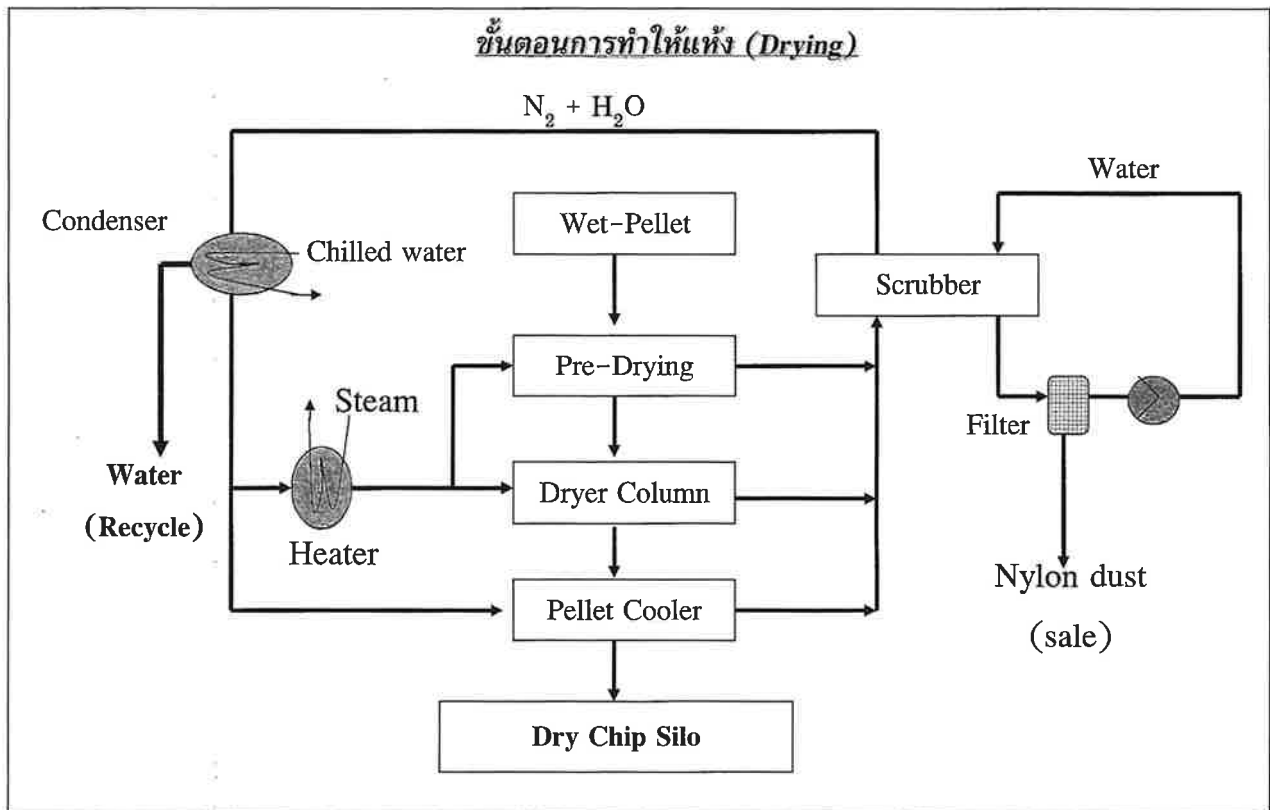 ขั้นตอนการทำให้แห้ง (Drying)
N₂ + H₂O
Water
Condenser
Wet-Pellet
Chilled water
Scrubber
Pre-Drying
Steam
Filter
Water
(Recycle)
Dryer Column
Heater
Nylon dust
(sale)
Pellet Cooler
Dry Chip Silo